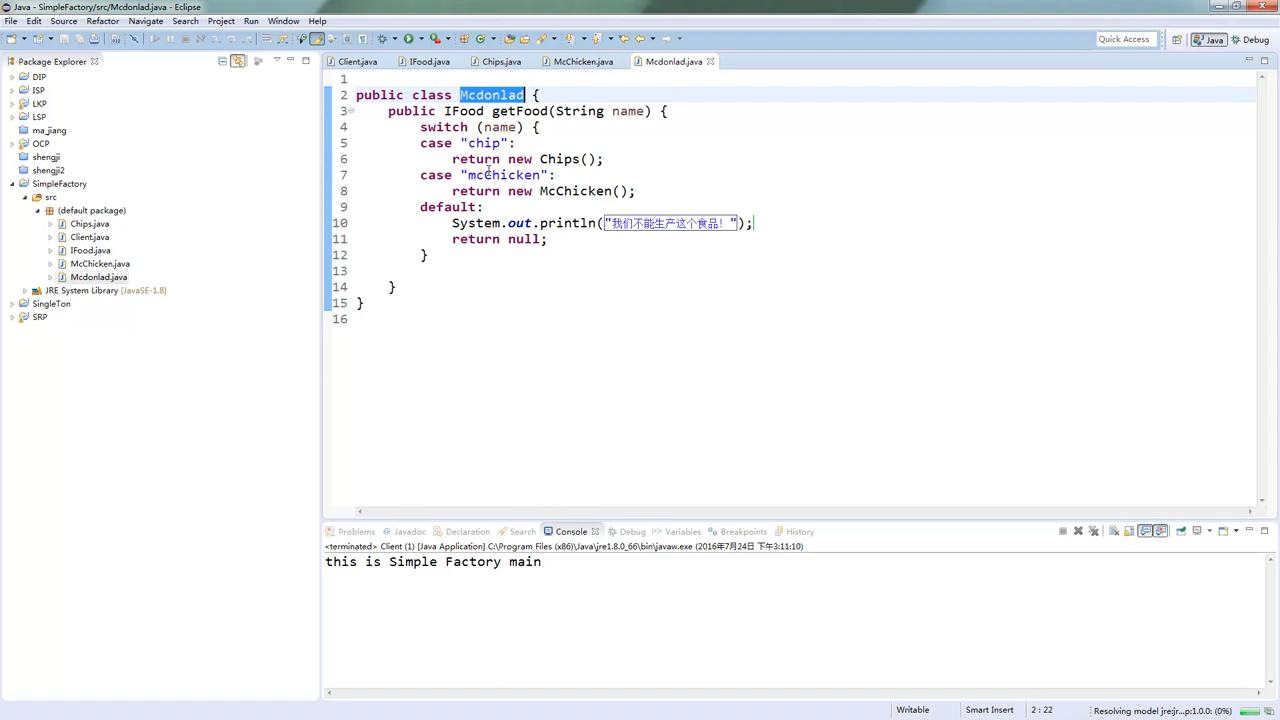 Java - SimpleFactory/src/Mcdonlad.java - Eclipse
File Edit Source Refactor Navigate Search Project Run Window Help
Quick Access Java Debug
Package Explorer
DIP
ISP
LKP
LSP
ma_jiang
OCP
shengji
shengji2
SimpleFactory
src
(default package)
Chips.java
Client.java
IFood.java
McChicken.java
Mcdonlad.java
JRE System Library [JavaSE-1.8]
SingleTon
SRP
Client.java IFood.java Chips.java McChicken.java Mcdonlad.java
1
2 public class Mcdonlad {
3 public IFood getFood(String name) {
4 switch (name) {
5 case "chip":
6 return new Chips();
7 case "mcChicken":
8 return new McChicken();
9 default:
10 System.out.println("我们不能生产这个食品！");
11 return null;
12 }
13
14 }
15 }
16
Problems Javadoc Declaration Search Console Debug Variables Breakpoints History
<terminated> Client (1) [Java Application] C:\Program Files (x86)\Java\jre1.8.0_66\bin\javaw.exe (2016年7月24日 下午3:11:10)
this is Simple Factory main
Writable Smart Insert 2 : 22 Resolving model jre:jr...p:1.0.0: (0%)